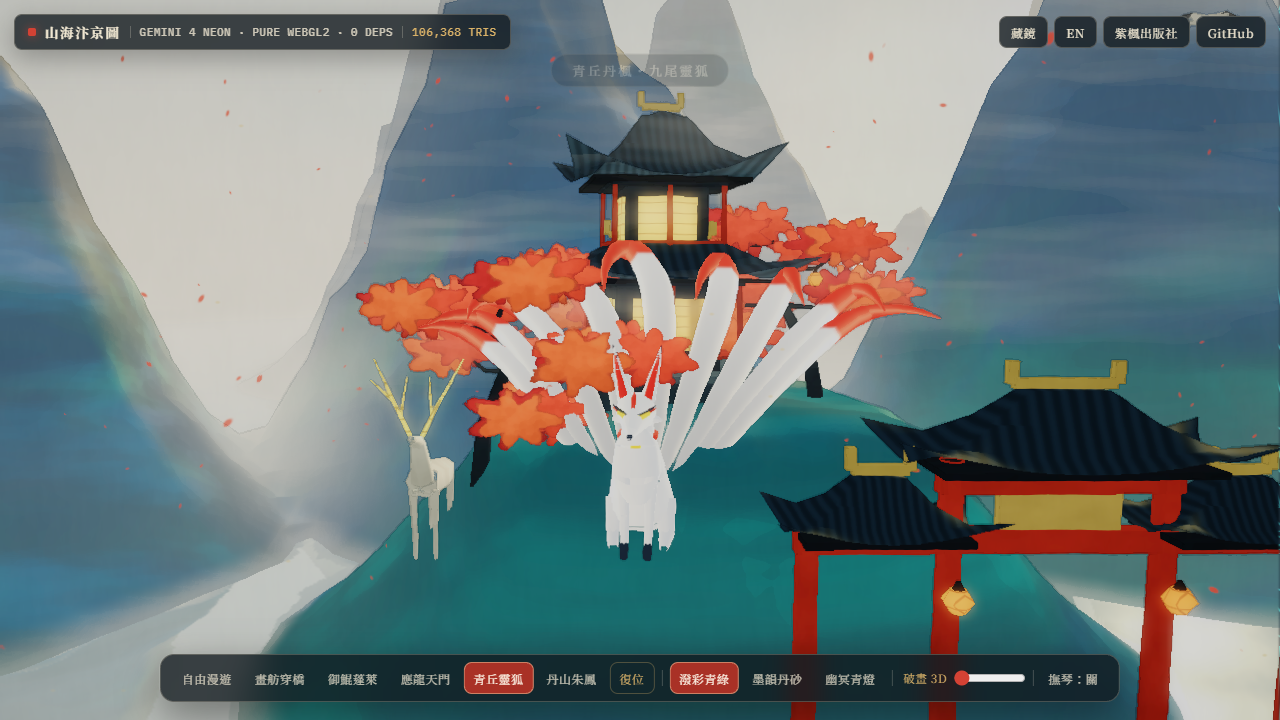 山海汴京圖 GEMINI 4 NEON · PURE WEBGL2 · 0 DEPS 106,368 TRIS
藏鏡 EN 紫楓出版社 GitHub
青丘丹楓 · 九尾靈狐
自由漫遊 畫舫穿橋 御鯤蓬萊 應龍天門 青丘靈狐 丹山朱鳳 復位 潑彩青綠 墨韻丹砂 幽冥青燈 破畫 3D 撫琴：關